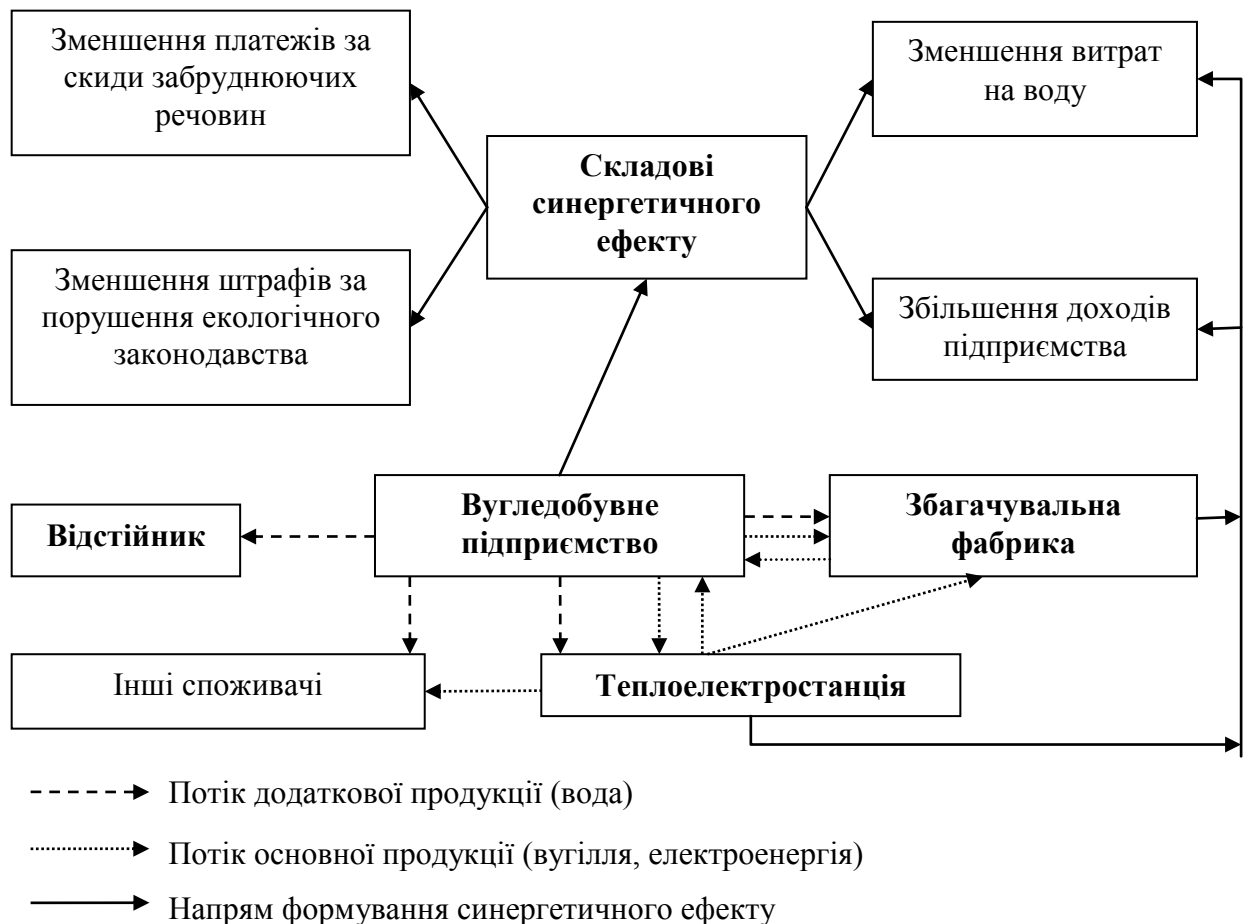 Зменшення платежів за
скиди забруднюючих
речовин
Зменшення витрат
на воду
Складові
синергетичного
ефекту
Зменшення штрафів за
порушення екологічного
законодавства
Збільшення доходів
підприємства
Відстійник
Вугледобувне
підприємство
Збагачувальна
фабрика
Інші споживачі
Теплоелектростанція
Потік додаткової продукції (вода)
Потік основної продукції (вугілля, електроенергія)
Напрям формування синергетичного ефекту